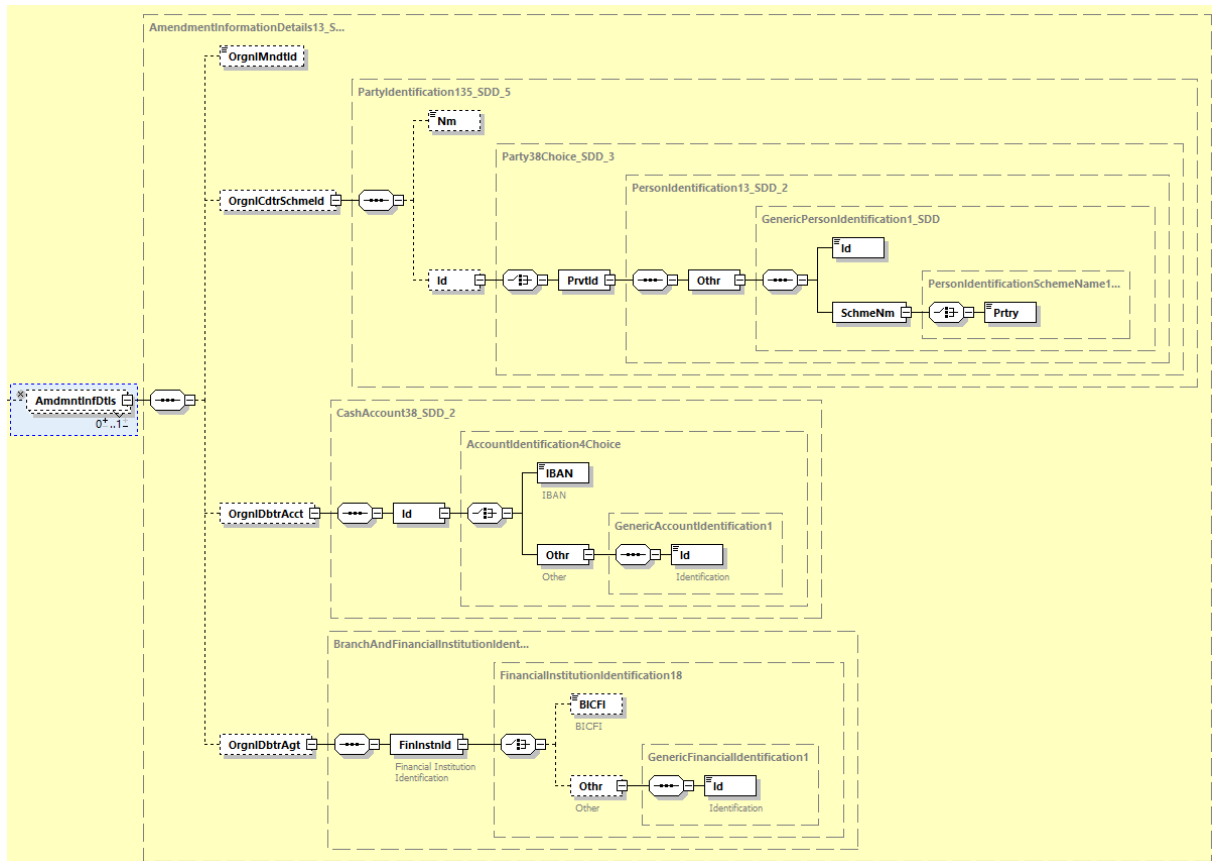 AmendmentInformationDetails13_S...
OrgnlMndtId
PartyIdentification135_SDD_5
Nm
Party38Choice_SDD_3
PersonIdentification13_SDD_2
OrgnlCdtrSchmeId
GenericPersonIdentification1_SDD
Id
Id
PrvtId
Othr
PersonIdentificationSchemeName1...
SchmeNm
Prtry
AmdmntInfDtls
0..1
CashAccount38_SDD_2
AccountIdentification4Choice
IBAN
IBAN
OrgnlDbtrAcct
Id
GenericAccountIdentification1
Othr
Id
Other
Identification
BranchAndFinancialInstitutionIdent...
FinancialInstitutionIdentification18
BICFI
BICFI
OrgnlDbtrAgt
FinInstnId
GenericFinancialIdentification1
Financial Institution
Identification
Othr
Id
Other
Identification